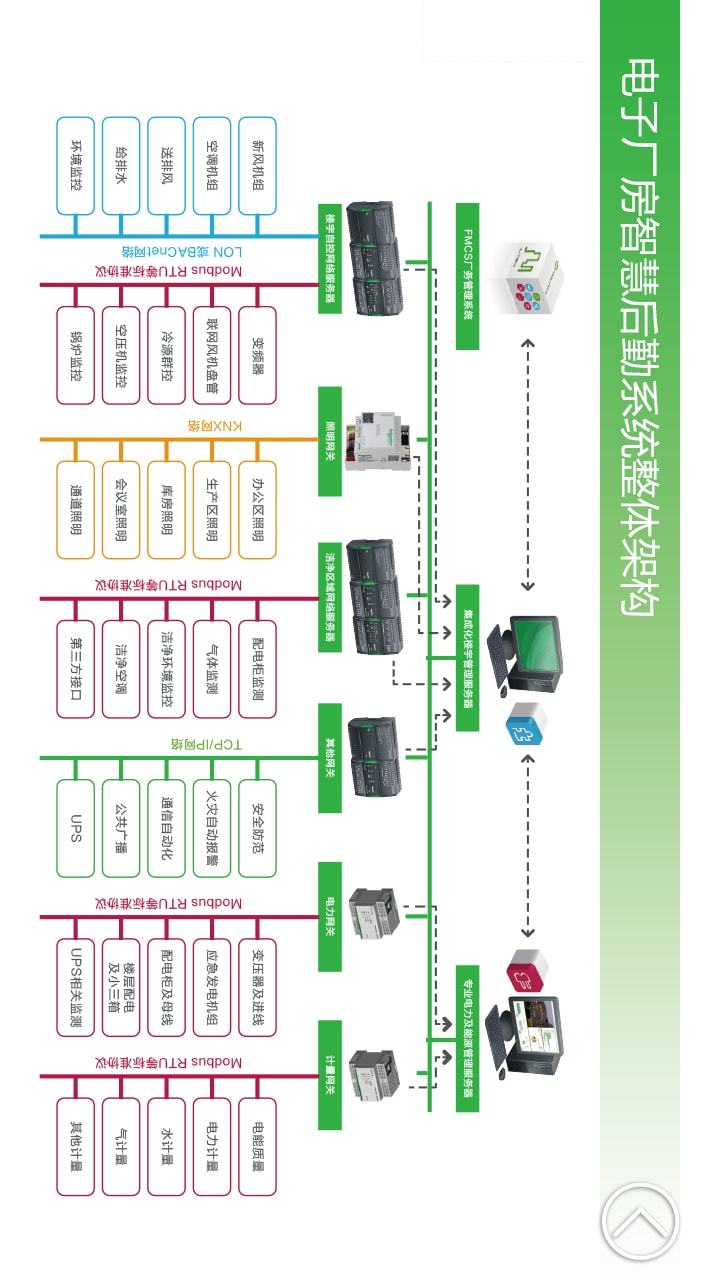 电子厂房智慧后勤系统整体架构
FMCS厂务管理系统
集成化楼宇管理服务器
专业电力及能源管理服务器
楼宇自控网络服务器
照明网关
洁净区域网络服务器
其他网关
电力网关
计量网关
新风机组
空调机组
送排风
给排水
环境监控
LON 或BACnet网络
Modbus RTU等标准协议
变频器
联网风机盘管
冷源群控
空压机监控
锅炉监控
KNX网络
办公区照明
生产区照明
库房照明
会议室照明
通道照明
Modbus RTU等标准协议
配电柜监测
气体监测
洁净环境监控
洁净空调
第三方接口
TCP/IP网络
安全防范
火灾自动报警
通信自动化
公共广播
UPS
Modbus RTU等标准协议
变压器及进线
应急发电机组
配电柜及母线
楼层配电
及小三箱
UPS相关监测
Modbus RTU等标准协议
电能质量
电力计量
水计量
气计量
其他计量